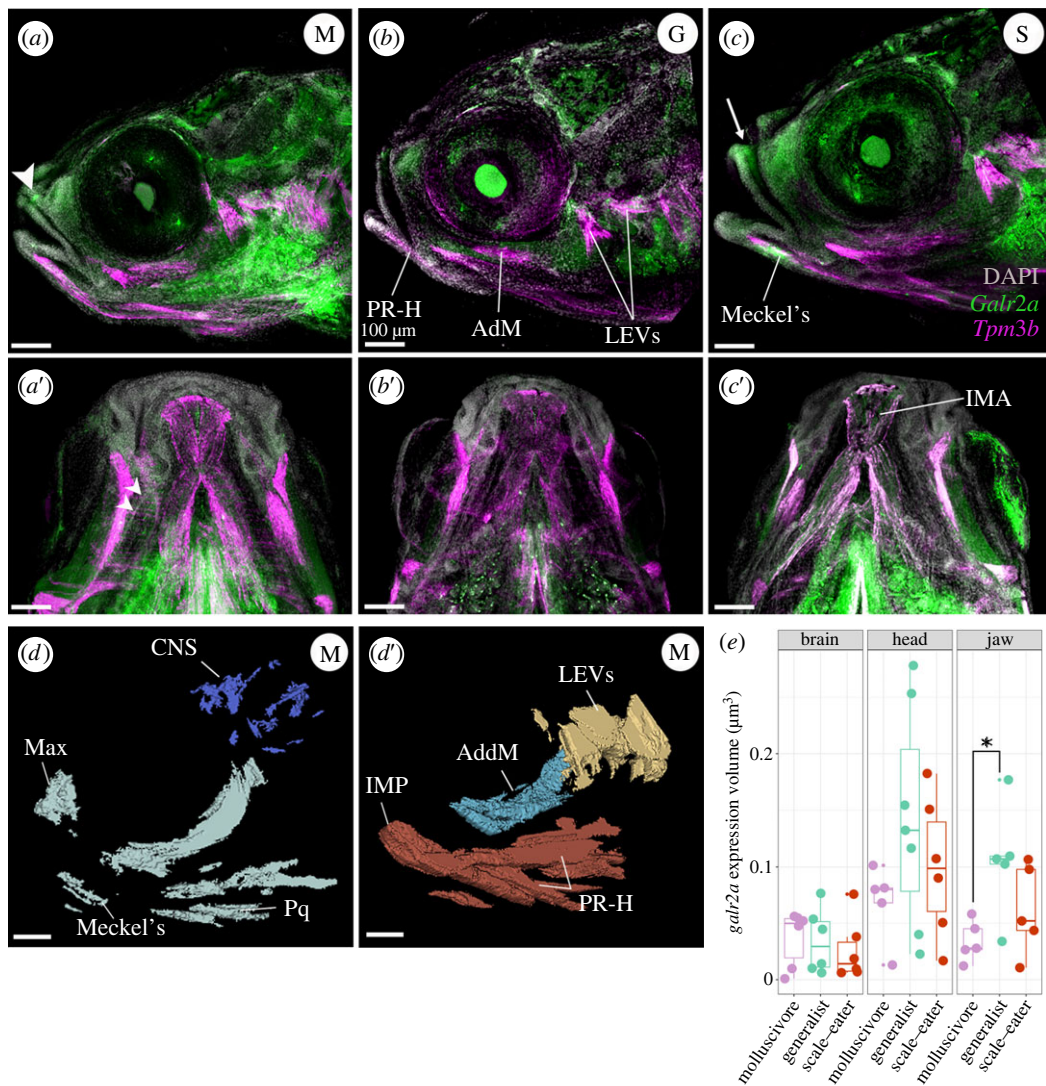 (a)
M
(b)
G
(c)
S
PR-H
100 μm
AdM
LEVs
Meckel's
DAPI
Galr2a
Tpm3b
(a′)
(b′)
(c′)
IMA
(d)
CNS
M
Max
Meckel's
Pq
(d′)
M
LEVs
AddM
IMP
PR-H
(e)
brain
head
jaw
*
galr2a expression volume (μm³)
0.2
0.1
0
molluscivore
generalist
scale–eater
molluscivore
generalist
scale–eater
molluscivore
generalist
scale–eater